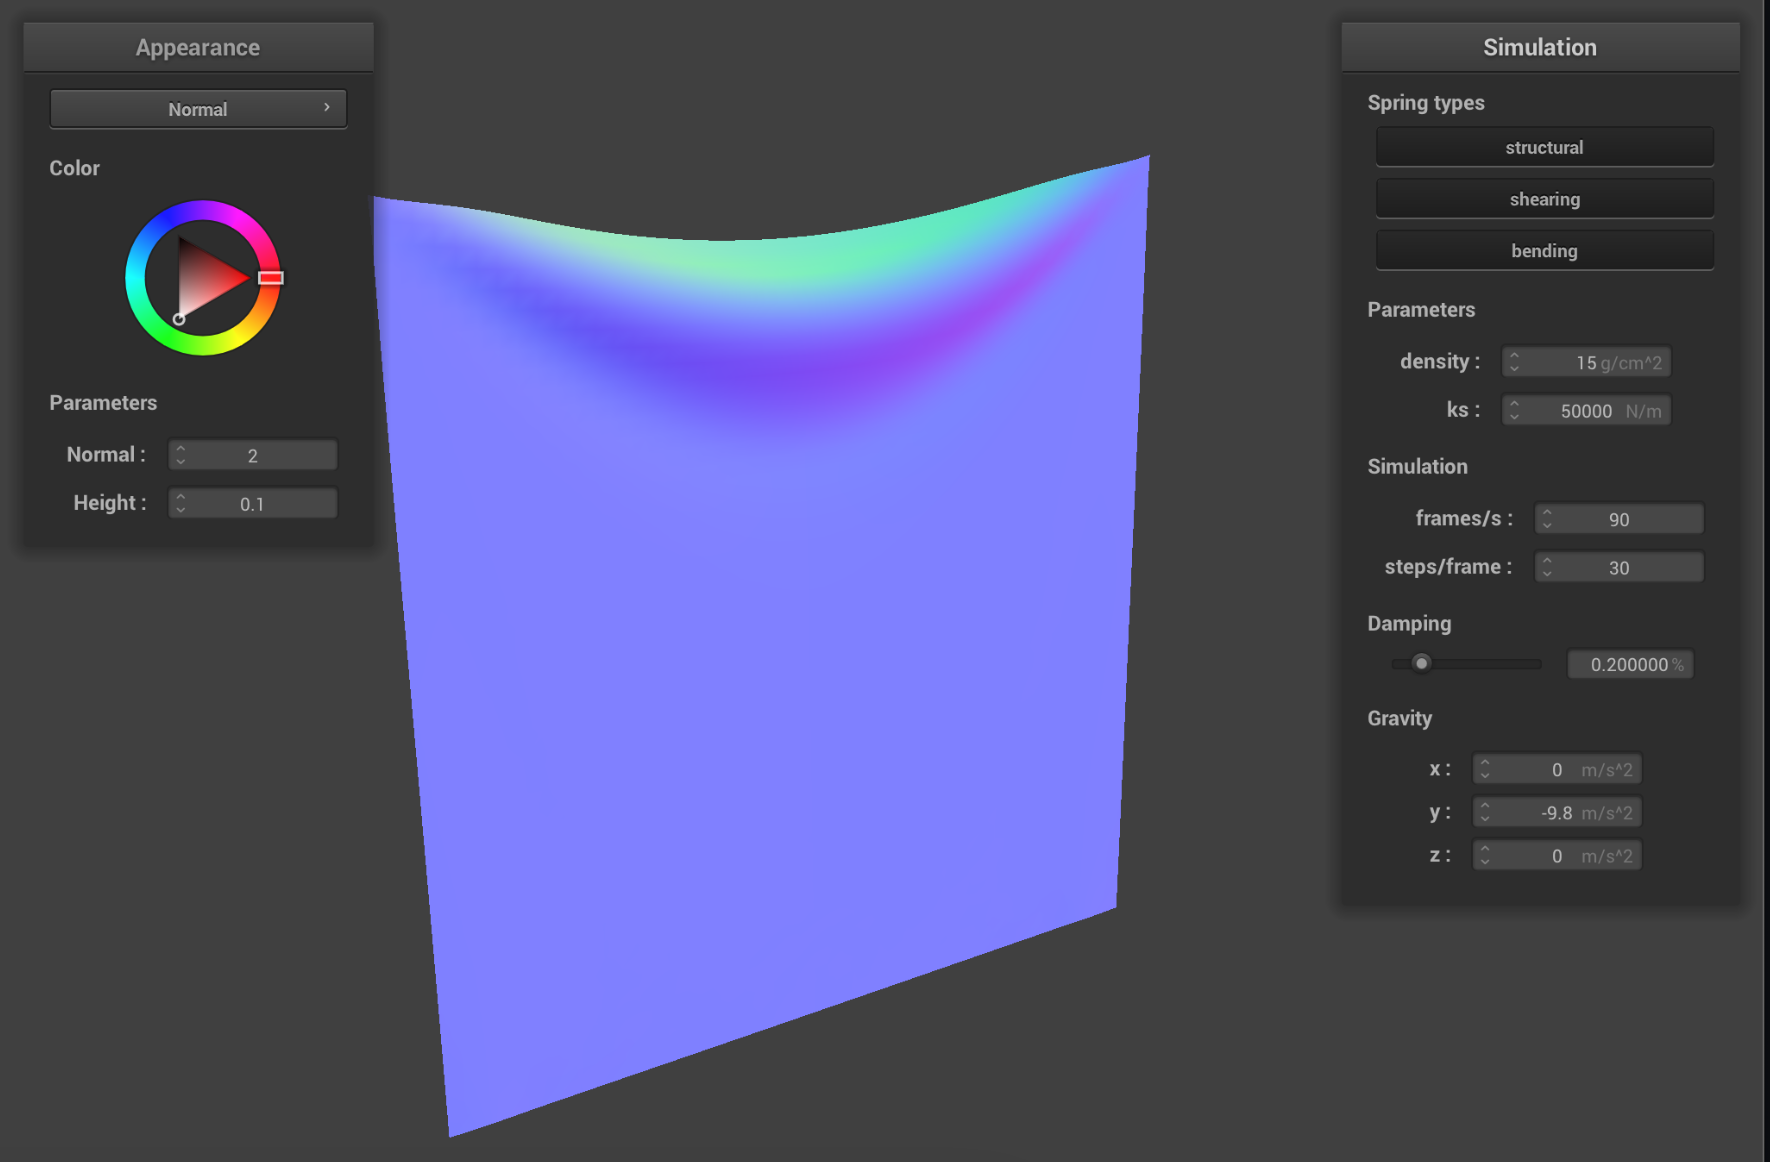 Appearance
Normal
Color
Parameters
Normal :
2
Height :
0.1
Simulation
Spring types
structural
shearing
bending
Parameters
density :
15 g/cm^2
ks :
50000 N/m
Simulation
frames/s :
90
steps/frame :
30
Damping
0.200000 %
Gravity
x :
0 m/s^2
y :
-9.8 m/s^2
z :
0 m/s^2